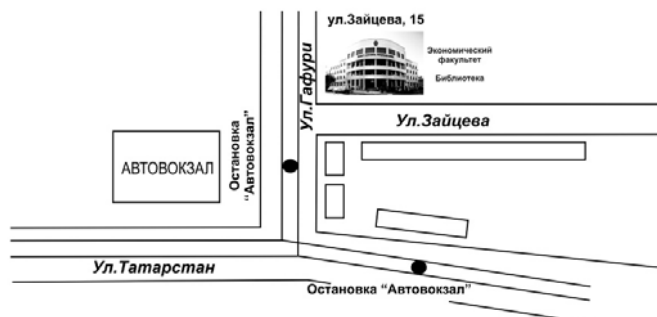 ул.Зайцева, 15
Экономический
факультет
Библиотека
Ул.Гафури
Ул.Зайцева
АВТОВОКЗАЛ
Остановка
“Автовокзал”
Ул.Татарстан
Остановка “Автовокзал”